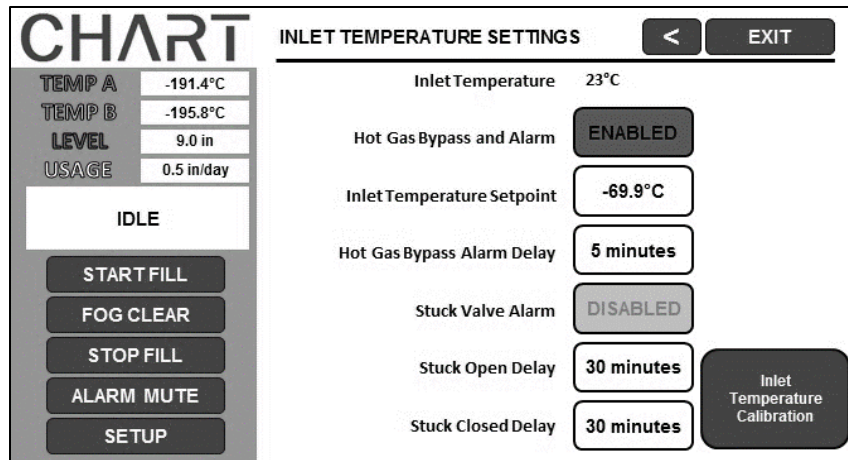 CHART
TEMP A -191.4°C
TEMP B -195.8°C
LEVEL 9.0 in
USAGE 0.5 in/day
IDLE
START FILL
FOG CLEAR
STOP FILL
ALARM MUTE
SETUP
INLET TEMPERATURE SETTINGS < EXIT
Inlet Temperature 23°C
Hot Gas Bypass and Alarm ENABLED
Inlet Temperature Setpoint -69.9°C
Hot Gas Bypass Alarm Delay 5 minutes
Stuck Valve Alarm DISABLED
Stuck Open Delay 30 minutes
Stuck Closed Delay 30 minutes
Inlet
Temperature
Calibration